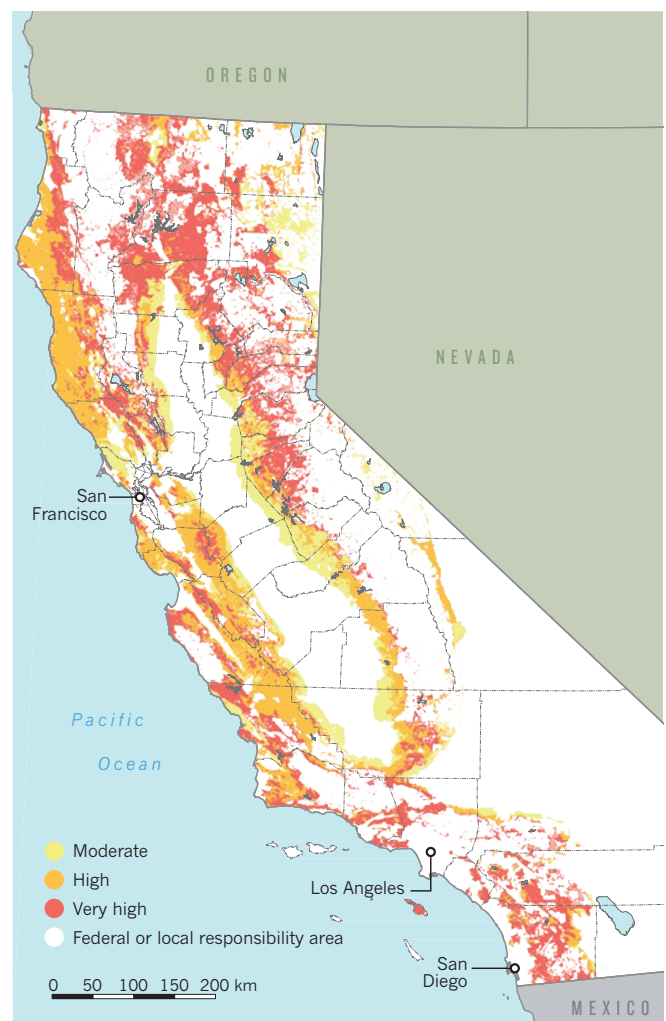 OREGON
NEVADA
San
Francisco
Pacific
Ocean
Moderate
High
Very high
Federal or local responsibility area
Los Angeles
San
Diego
0 50 100 150 200 km
MEXICO